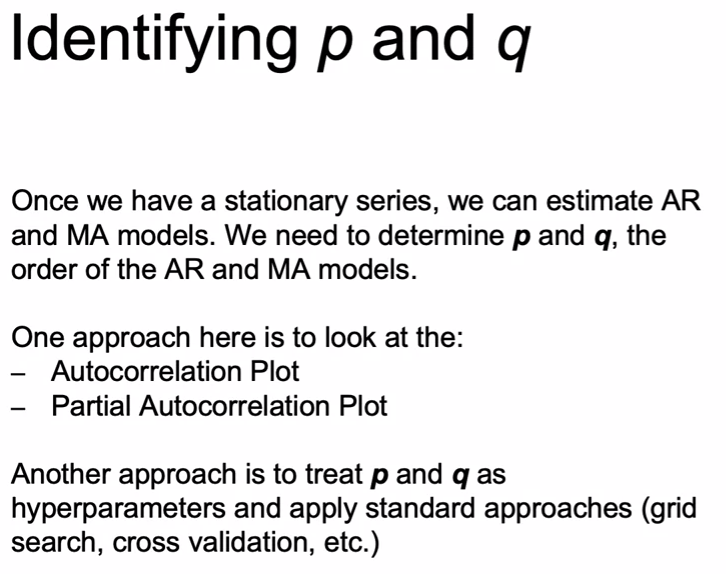 Identifying p and q
Once we have a stationary series, we can estimate AR
and MA models. We need to determine p and q, the
order of the AR and MA models.
One approach here is to look at the:
– Autocorrelation Plot
– Partial Autocorrelation Plot
Another approach is to treat p and q as
hyperparameters and apply standard approaches (grid
search, cross validation, etc.)